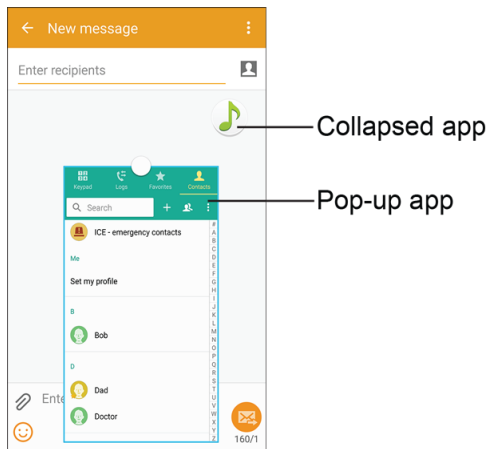 New message
Enter recipients
Collapsed app
Keypad Logs Favorites Contacts
Pop-up app
Search
ICE - emergency contacts
Me
Set my profile
B
Bob
D
Dad
Doctor
#
A
B
C
D
E
F
G
H
I
J
K
L
M
N
O
P
Q
R
S
T
U
V
W
X
Y
Z
Ente
160/1